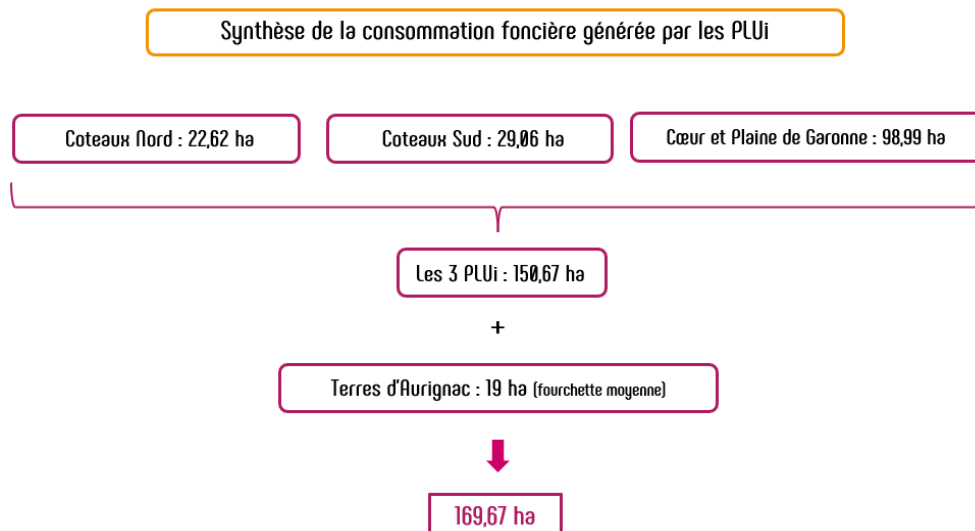 Synthèse de la consommation foncière générée par les PLUi
Coteaux Nord : 22,62 ha
Coteaux Sud : 29,06 ha
Cœur et Plaine de Garonne : 98,99 ha
Les 3 PLUi : 150,67 ha
+
Terres d'Aurignac : 19 ha (fourchette moyenne)
169,67 ha